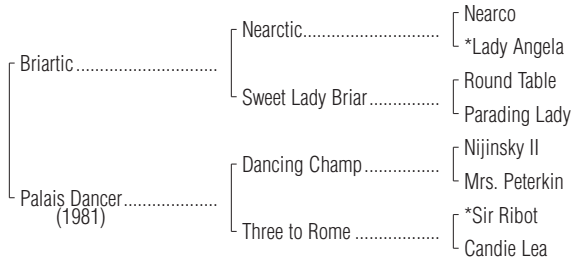 Nearco
Nearctic..................................
*Lady Angela
Briartic...................................
Round Table
Sweet Lady Briar.................
Parading Lady
Nijinsky II
Dancing Champ..................
Mrs. Peterkin
Palais Dancer.......................
(1981)
*Sir Ribot
Three to Rome ....................
Candie Lea